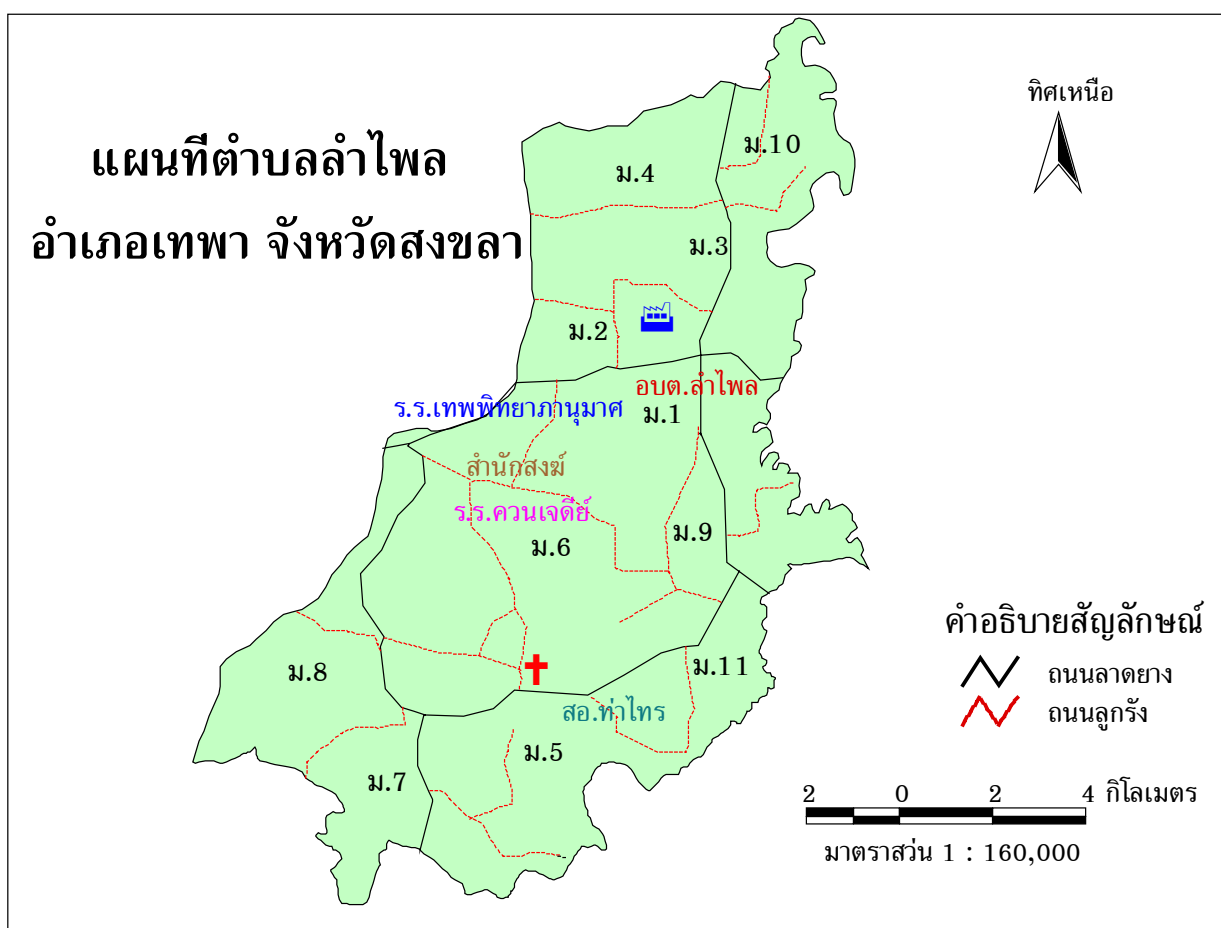 แผนที่ตำบลลำไพล
อำเภอเทพา จังหวัดสงขลา
ทิศเหนือ
ม.10
ม.4
ม.3
ม.2
อบต.ลำไพล
ร.ร.เทพพิทยาภานุมาศ
ม.1
สำนักสงฆ์
ร.ร.ควนเจดีย์
ม.9
ม.6
ม.11
ม.8
สอ.ท่าไทร
ม.5
ม.7
คำอธิบายสัญลักษณ์
ถนนลาดยาง
ถนนลูกรัง
2 0 2 4 กิโลเมตร
มาตราสว่น 1 : 160,000